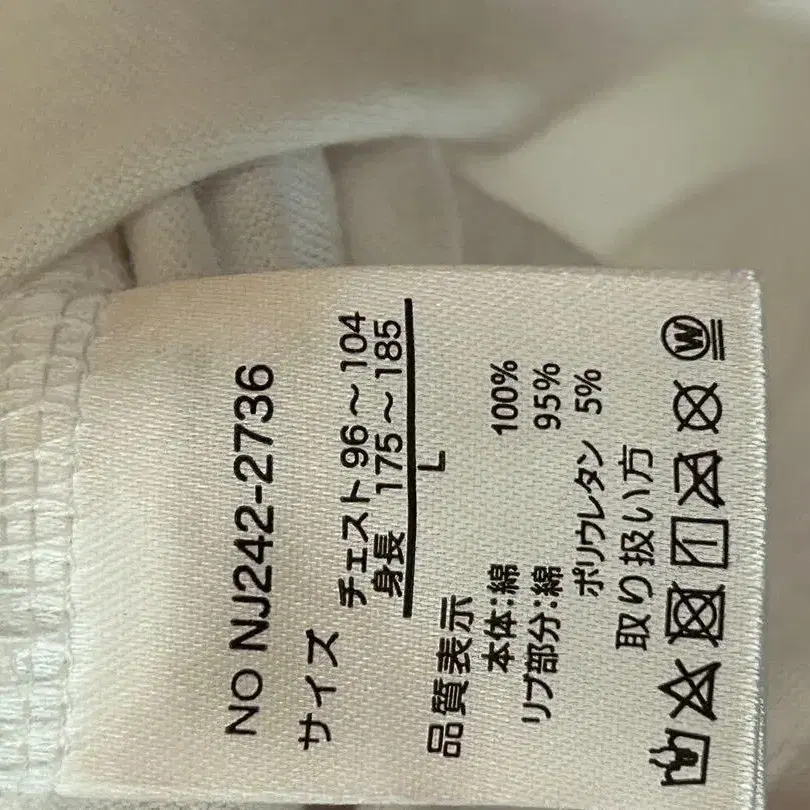 NO NJ242-2736
サイズ
チェスト 96～104
身長 175～185
L
品質表示
本体:綿 100%
リブ部分:綿 95%
ポリウレタン 5%
取り扱い方
W